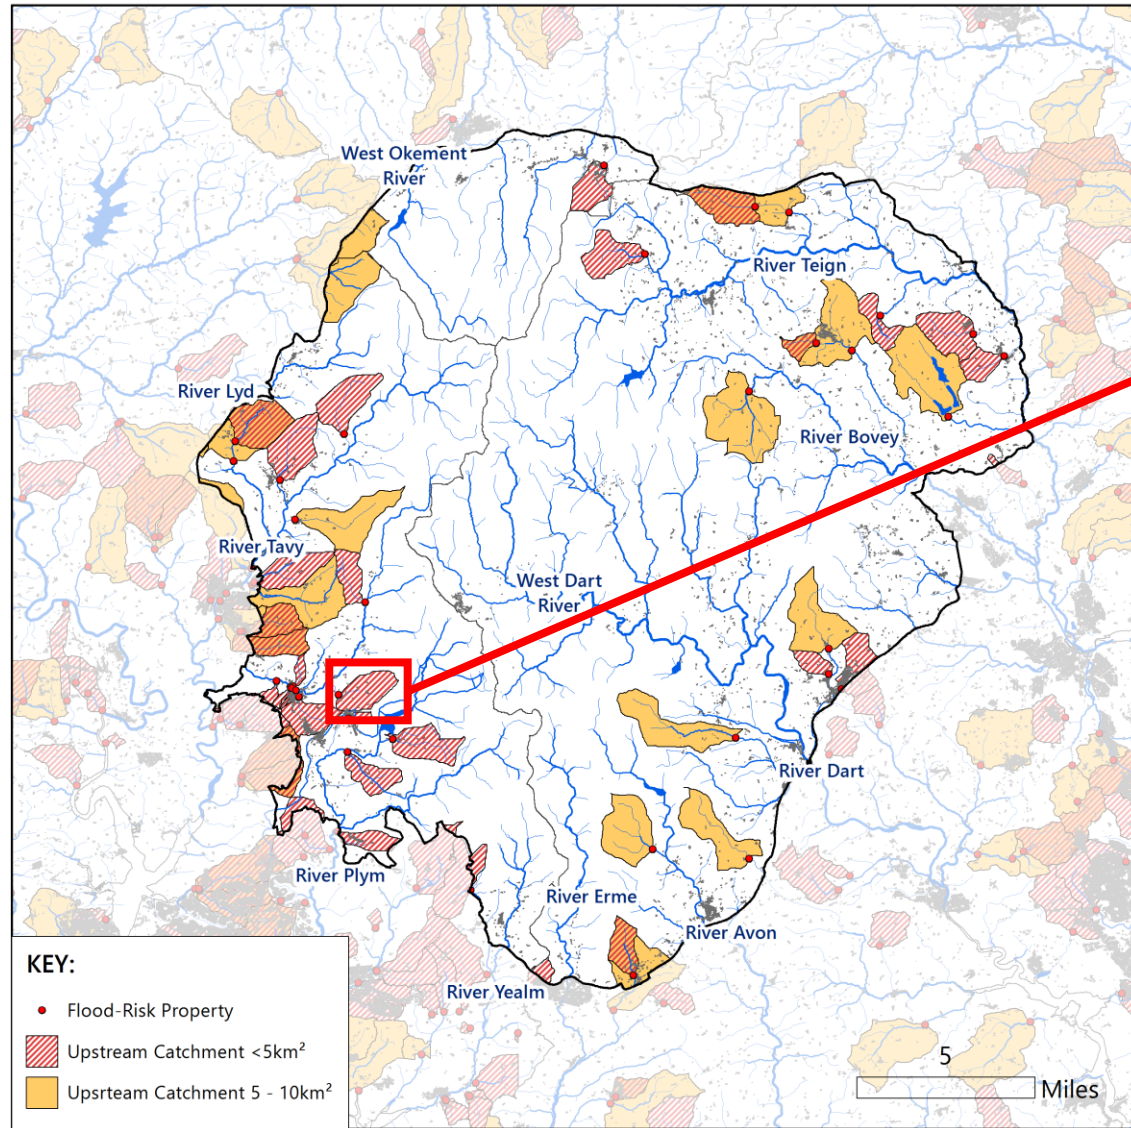 West Okement
River
River Teign
River Lyd
River Bovey
River Tavy
West Dart
River
River Dart
River Plym
River Erme
River Avon
River Yealm
KEY:
Flood-Risk Property
Upstream Catchment <5km²
Upsrteam Catchment 5 - 10km²
5
Miles